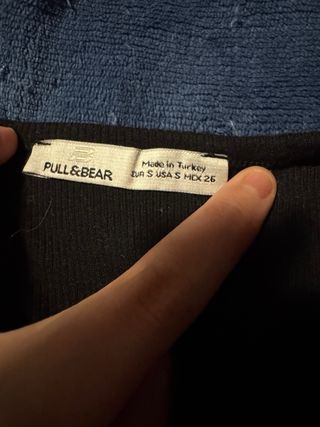 PULL&BEAR
Made in Turkey
EUR S USA S MEX 26